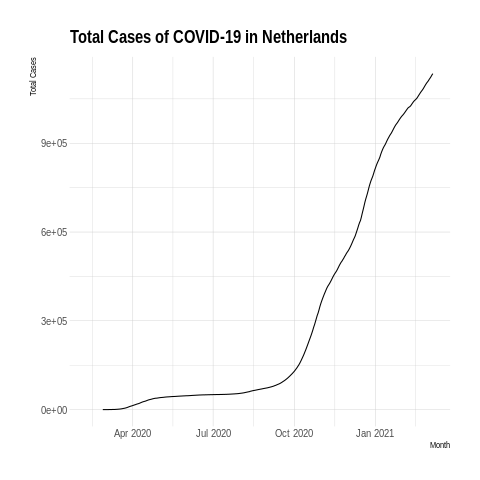 Total Cases of COVID-19 in Netherlands
Total Cases
9e+05
6e+05
3e+05
0e+00
Apr 2020 Jul 2020 Oct 2020 Jan 2021
Month